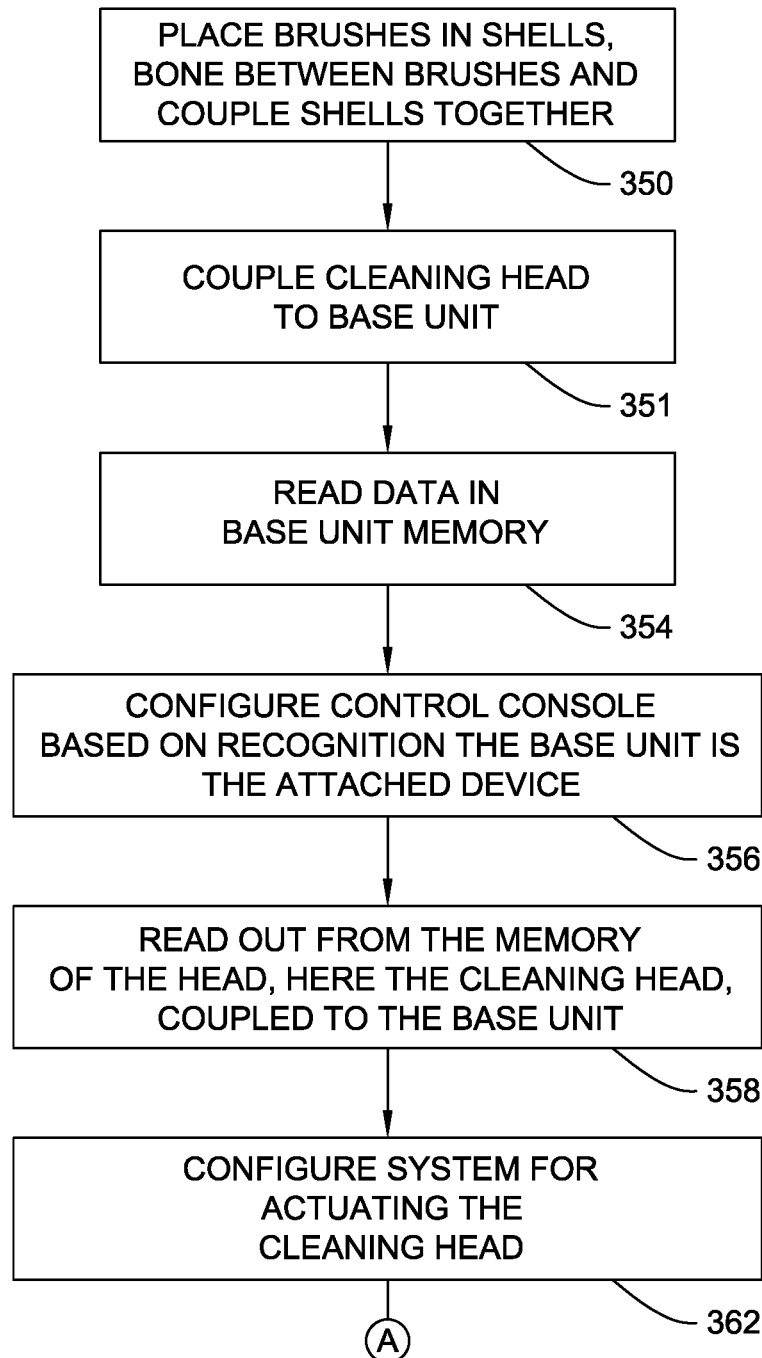 PLACE BRUSHES IN SHELLS,
BONE BETWEEN BRUSHES AND
COUPLE SHELLS TOGETHER
350
COUPLE CLEANING HEAD
TO BASE UNIT
351
READ DATA IN
BASE UNIT MEMORY
354
CONFIGURE CONTROL CONSOLE
BASED ON RECOGNITION THE BASE UNIT IS
THE ATTACHED DEVICE
356
READ OUT FROM THE MEMORY
OF THE HEAD, HERE THE CLEANING HEAD,
COUPLED TO THE BASE UNIT
358
CONFIGURE SYSTEM FOR
ACTUATING THE
CLEANING HEAD
362
A